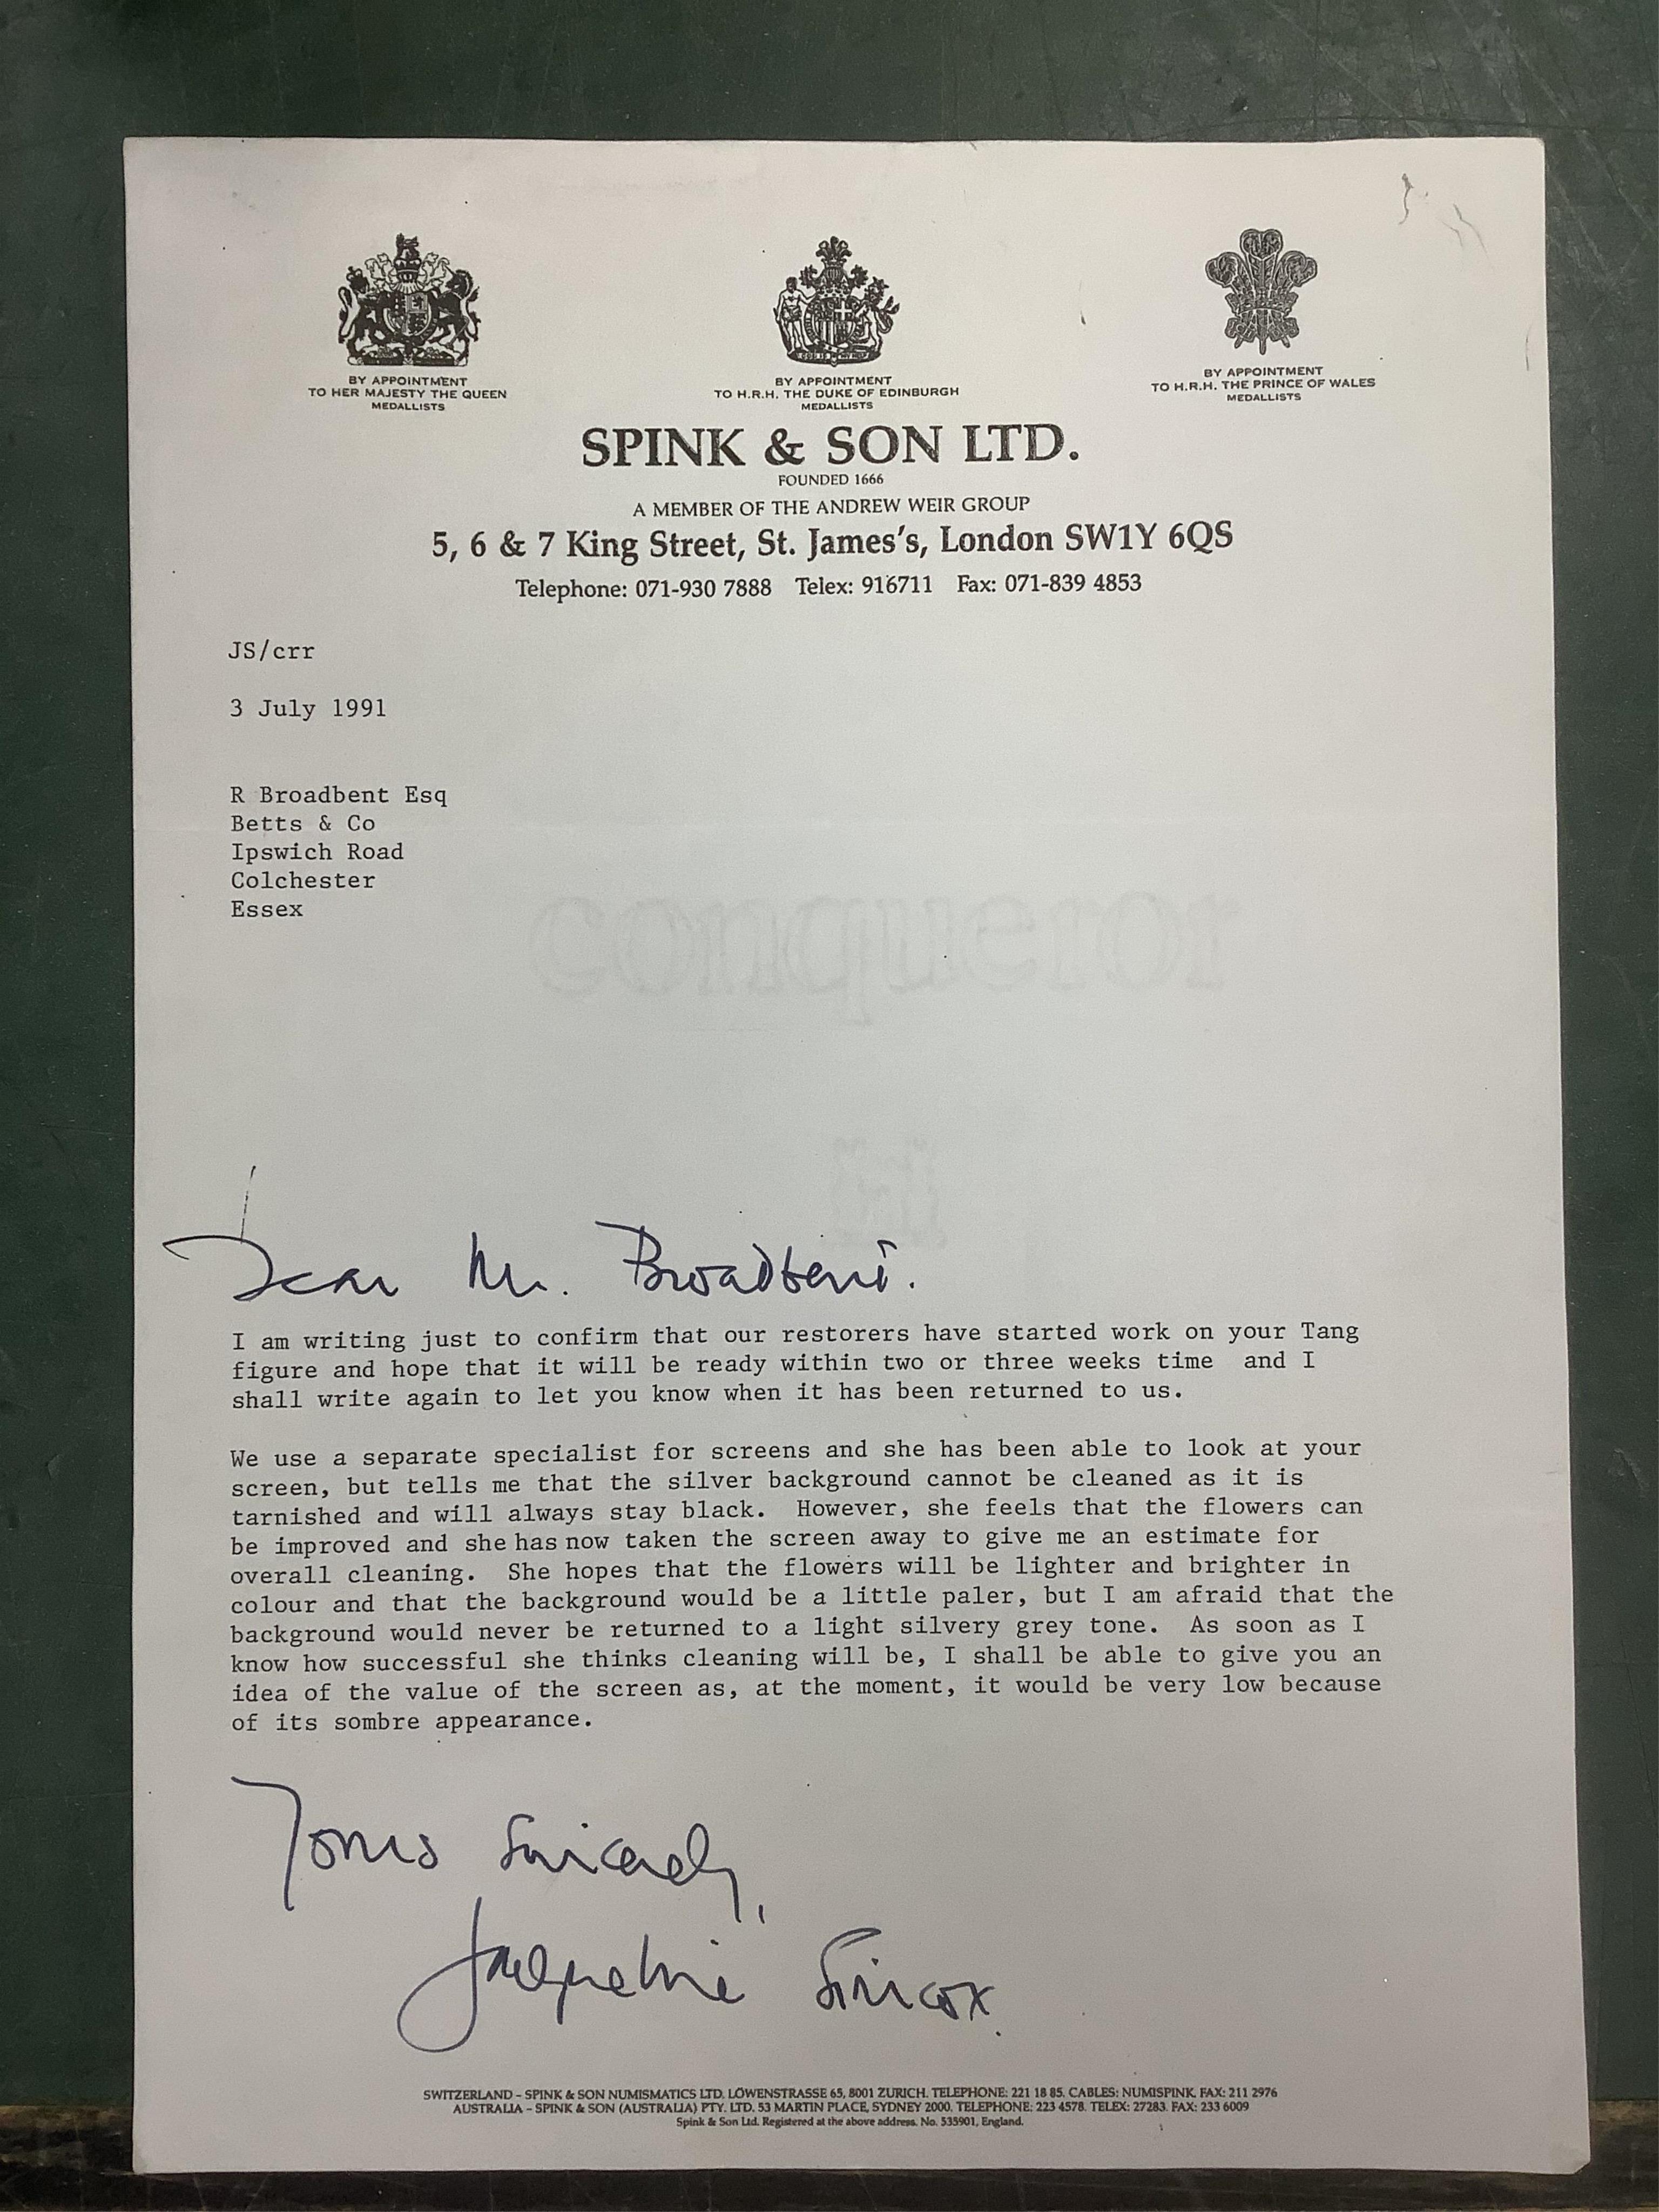 BY APPOINTMENT
TO HER MAJESTY THE QUEEN
MEDALLISTS
BY APPOINTMENT
TO H.R.H. THE DUKE OF EDINBURGH
MEDALLISTS
BY APPOINTMENT
TO H.R.H. THE PRINCE OF WALES
MEDALLISTS
SPINK & SON LTD.
FOUNDED 1666
A MEMBER OF THE ANDREW WEIR GROUP
5, 6 & 7 King Street, St. James's, London SW1Y 6QS
Telephone: 071-930 7888 Telex: 916711 Fax: 071-839 4853
JS/crr
3 July 1991
R Broadbent Esq
Betts & Co
Ipswich Road
Colchester
Essex
conqueror
Dear Mr. Broadbent.
I am writing just to confirm that our restorers have started work on your Tang
figure and hope that it will be ready within two or three weeks time and I
shall write again to let you know when it has been returned to us.
We use a separate specialist for screens and she has been able to look at your
screen, but tells me that the silver background cannot be cleaned as it is
tarnished and will always stay black. However, she feels that the flowers can
be improved and she has now taken the screen away to give me an estimate for
overall cleaning. She hopes that the flowers will be lighter and brighter in
colour and that the background would be a little paler, but I am afraid that the
background would never be returned to a light silvery grey tone. As soon as I
know how successful she thinks cleaning will be, I shall be able to give you an
idea of the value of the screen as, at the moment, it would be very low because
of its sombre appearance.
Yours Sincerely,
Jacqueline Simcox.
SWITZERLAND – SPINK & SON NUMISMATICS LTD. LÖWENSTRASSE 65, 8001 ZURICH. TELEPHONE: 221 18 85. CABLES: NUMISPINK. FAX: 211 2976
AUSTRALIA – SPINK & SON (AUSTRALIA) PTY. LTD. 53 MARTIN PLACE, SYDNEY 2000. TELEPHONE: 223 4578. TELEX: 27283. FAX: 233 6009
Spink & Son Ltd. Registered at the above address. No. 535901, England.